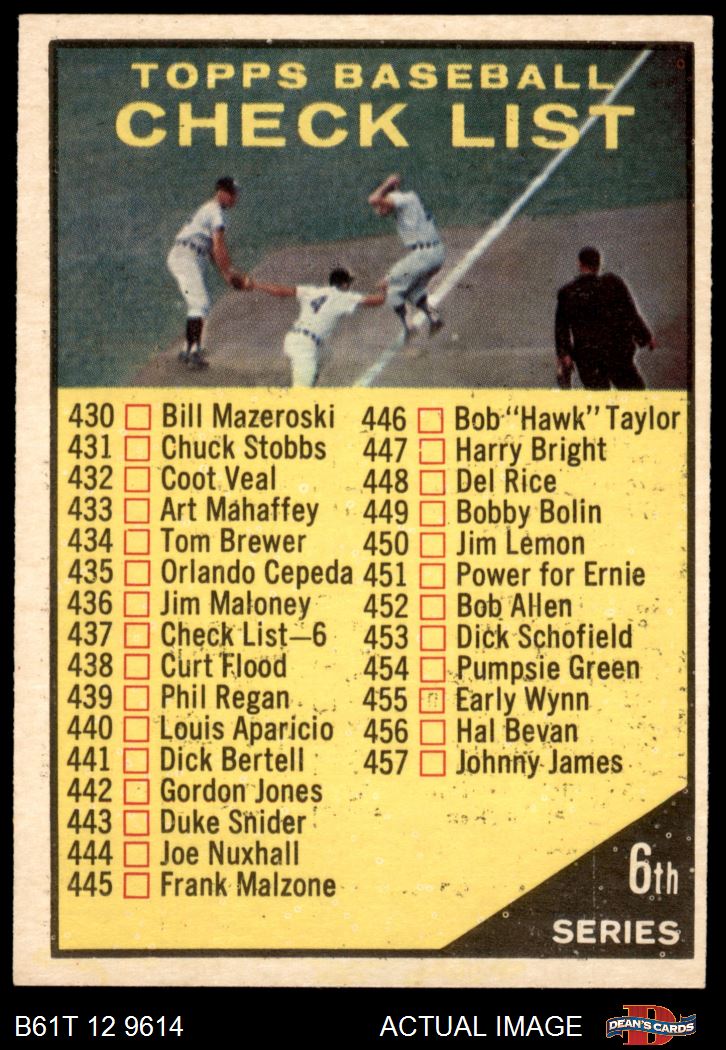 TOPPS BASEBALL
CHECK LIST
4
430 Bill Mazeroski
431 Chuck Stobbs
432 Coot Veal
433 Art Mahaffey
434 Tom Brewer
435 Orlando Cepeda
436 Jim Maloney
437 Check List—6
438 Curt Flood
439 Phil Regan
440 Louis Aparicio
441 Dick Bertell
442 Gordon Jones
443 Duke Snider
444 Joe Nuxhall
445 Frank Malzone
446 Bob "Hawk" Taylor
447 Harry Bright
448 Del Rice
449 Bobby Bolin
450 Jim Lemon
451 Power for Ernie
452 Bob Allen
453 Dick Schofield
454 Pumpsie Green
455 Early Wynn
456 Hal Bevan
457 Johnny James
6th
SERIES
B61T 12 9614
ACTUAL IMAGE
D
DEAN'S CARDS